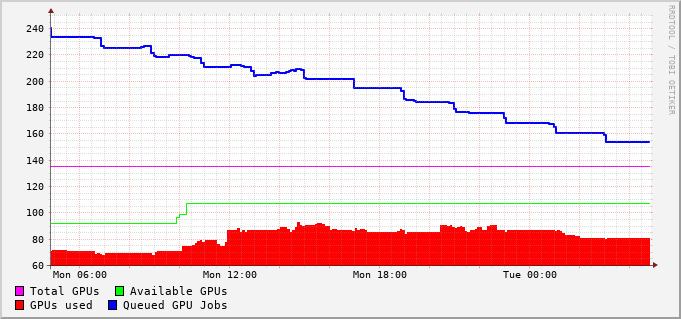 RRDTOOL / TOBI OETIKER
240
220
200
180
160
140
120
100
80
60
Mon 06:00 Mon 12:00 Mon 18:00 Tue 00:00
Total GPUs Available GPUs
GPUs used Queued GPU Jobs